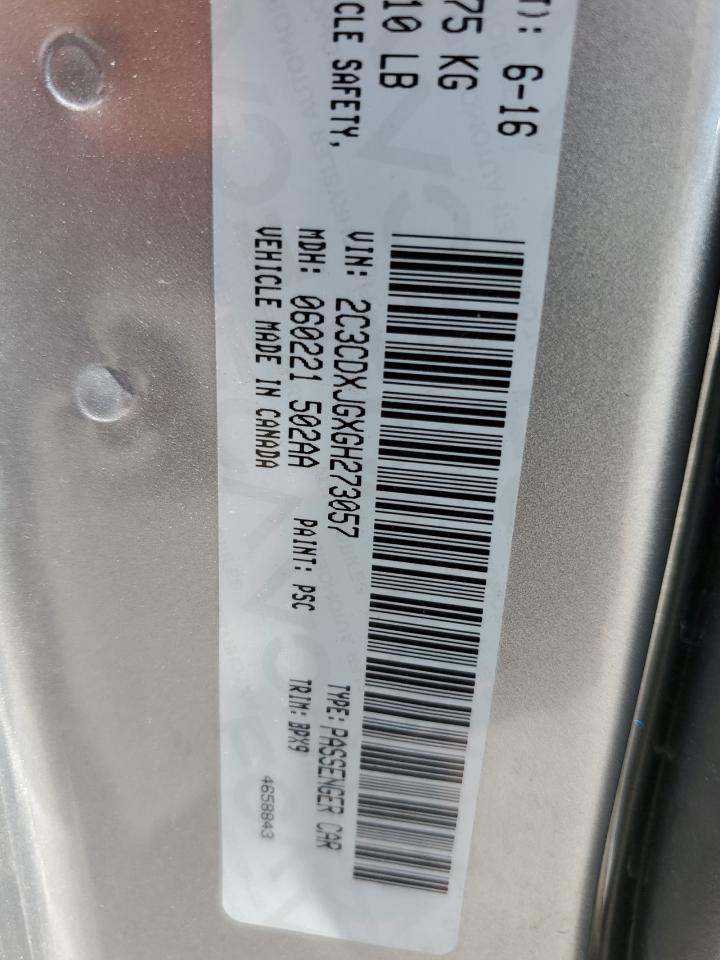 T): 6-16
75 KG
10 LB
CLE SAFETY,
VIN: 2C3CDXJGXGH273057
TYPE: PASSENGER CAR
MDH: 060221 502AA PAINT: PSC TRIM: BPX9
VEHICLE MADE IN CANADA
4658843